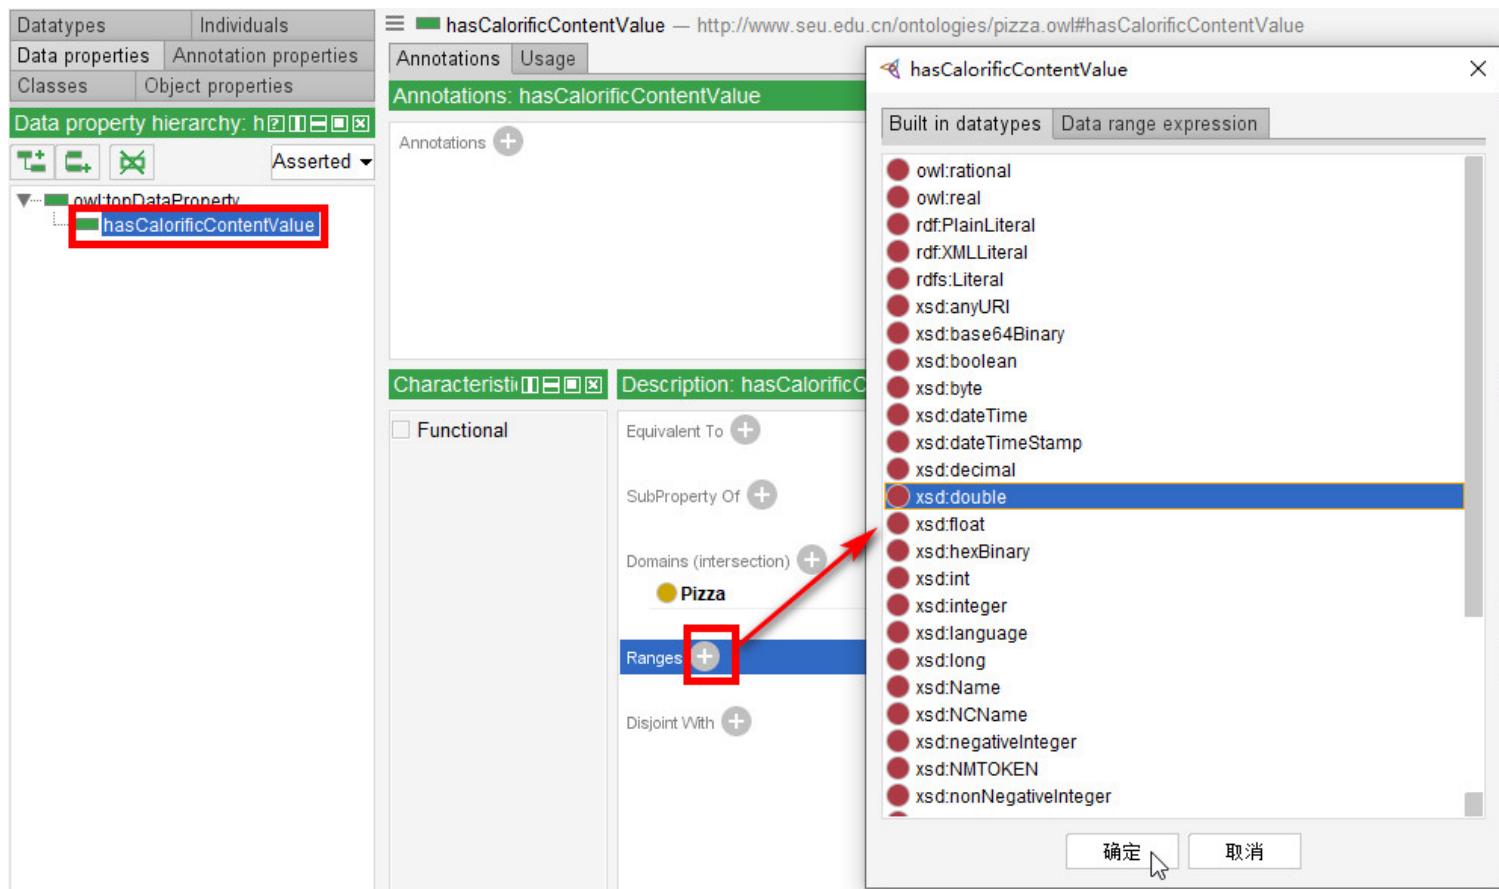 Datatypes
Individuals
Data properties
Annotation properties
Classes
Object properties
Data property hierarchy: h
Asserted
owl:topDataProperty
hasCalorificContentValue
hasCalorificContentValue — http://www.seu.edu.cn/ontologies/pizza.owl#hasCalorificContentValue
Annotations
Usage
Annotations: hasCalorificContentValue
Annotations
Characteristi
Functional
Description: hasCalorificC
Equivalent To
SubProperty Of
Domains (intersection)
Pizza
Ranges
Disjoint With
hasCalorificContentValue
Built in datatypes
Data range expression
owl:rational
owl:real
rdf:PlainLiteral
rdf:XMLLiteral
rdfs:Literal
xsd:anyURI
xsd:base64Binary
xsd:boolean
xsd:byte
xsd:dateTime
xsd:dateTimeStamp
xsd:decimal
xsd:double
xsd:float
xsd:hexBinary
xsd:int
xsd:integer
xsd:language
xsd:long
xsd:Name
xsd:NCName
xsd:negativeInteger
xsd:NMTOKEN
xsd:nonNegativeInteger
确定
取消